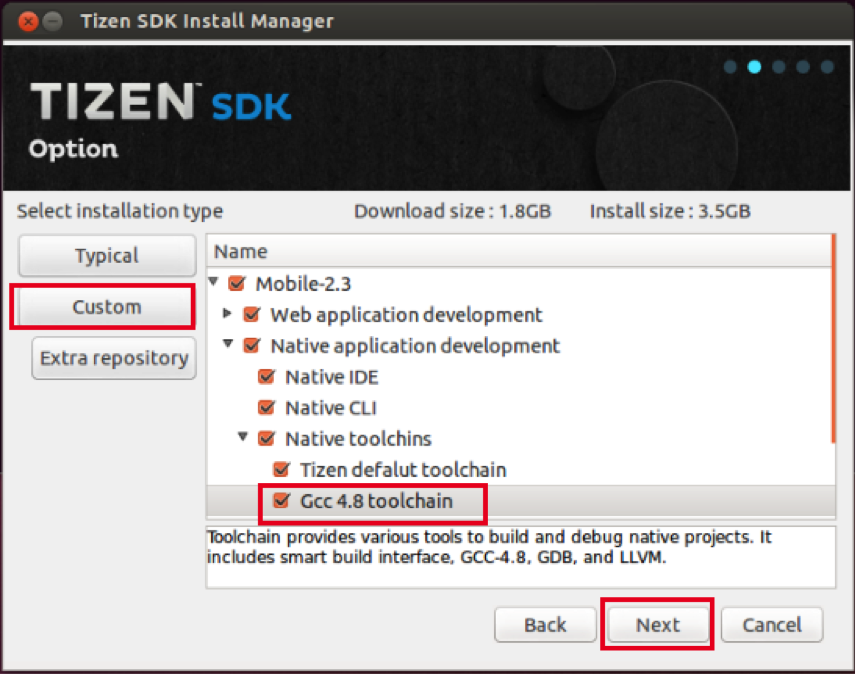 Tizen SDK Install Manager
TIZEN™ SDK
Option
Select installation type
Download size : 1.8GB
Install size : 3.5GB
Typical
Custom
Extra repository
Name
Mobile-2.3
Web application development
Native application development
Native IDE
Native CLI
Native toolchins
Tizen defalut toolchain
Gcc 4.8 toolchain
Toolchain provides various tools to build and debug native projects. It
includes smart build interface, GCC-4.8, GDB, and LLVM.
Back
Next
Cancel